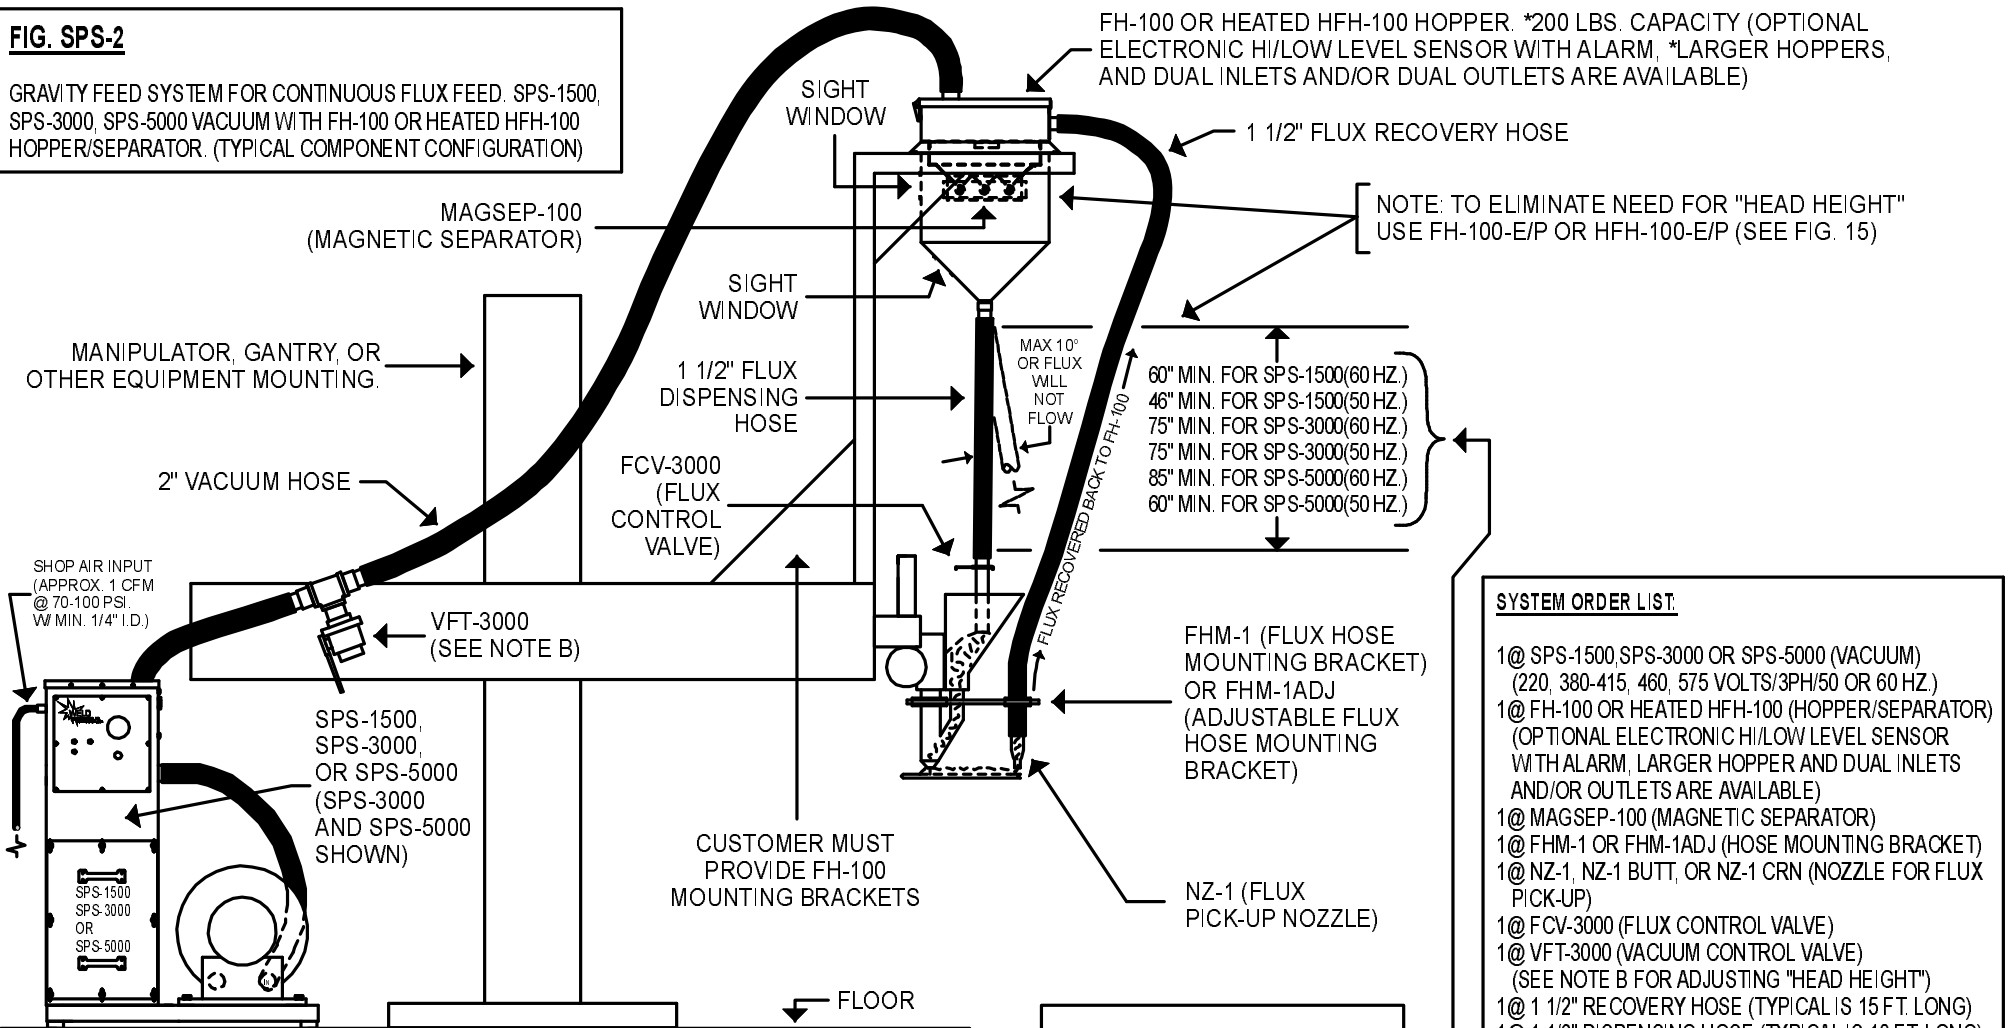 FIG. SPS-2
GRAVITY FEED SYSTEM FOR CONTINUOUS FLUX FEED. SPS-1500,
SPS-3000, SPS-5000 VACUUM WITH FH-100 OR HEATED HFH-100
HOPPER/SEPARATOR. (TYPICAL COMPONENT CONFIGURATION)
FH-100 OR HEATED HFH-100 HOPPER. *200 LBS. CAPACITY (OPTIONAL
ELECTRONIC HI/LOW LEVEL SENSOR WITH ALARM, *LARGER HOPPERS,
AND DUAL INLETS AND/OR DUAL OUTLETS ARE AVAILABLE)
SIGHT
WINDOW
1 1/2" FLUX RECOVERY HOSE
MAGSEP-100
(MAGNETIC SEPARATOR)
NOTE: TO ELIMINATE NEED FOR "HEAD HEIGHT"
USE FH-100-E/P OR HFH-100-E/P (SEE FIG. 15)
SIGHT
WINDOW
MANIPULATOR, GANTRY, OR
OTHER EQUIPMENT MOUNTING.
1 1/2" FLUX
DISPENSING
HOSE
MAX 10°
OR FLUX
WILL
NOT
FLOW
60" MIN. FOR SPS-1500(60 HZ.)
46" MIN. FOR SPS-1500(50 HZ.)
75" MIN. FOR SPS-3000(60 HZ.)
75" MIN. FOR SPS-3000(50 HZ.)
85" MIN. FOR SPS-5000(60 HZ.)
60" MIN. FOR SPS-5000(50 HZ.)
FLUX RECOVERED BACK TO FH-100
2" VACUUM HOSE
FCV-3000
(FLUX
CONTROL
VALVE)
SHOP AIR INPUT
(APPROX. 1 CFM
@ 70-100 PSI.
W/ MIN. 1/4" I.D.)
VFT-3000
(SEE NOTE B)
FHM-1 (FLUX HOSE
MOUNTING BRACKET)
OR FHM-1ADJ
(ADJUSTABLE FLUX
HOSE MOUNTING
BRACKET)
SPS-1500,
SPS-3000,
OR SPS-5000
(SPS-3000
AND SPS-5000
SHOWN)
CUSTOMER MUST
PROVIDE FH-100
MOUNTING BRACKETS
NZ-1 (FLUX
PICK-UP NOZZLE)
SPS-1500
SPS-3000
OR
SPS-5000
IN
FLOOR
SYSTEM ORDER LIST:
1@ SPS-1500,SPS-3000 OR SPS-5000 (VACUUM)
(220, 380-415, 460, 575 VOLTS/3PH/50 OR 60 HZ.)
1@ FH-100 OR HEATED HFH-100 (HOPPER/SEPARATOR)
(OPTIONAL ELECTRONIC HI/LOW LEVEL SENSOR
WITH ALARM, LARGER HOPPER AND DUAL INLETS
AND/OR OUTLETS ARE AVAILABLE)
1@ MAGSEP-100 (MAGNETIC SEPARATOR)
1@ FHM-1 OR FHM-1ADJ (HOSE MOUNTING BRACKET)
1@ NZ-1, NZ-1 BUTT, OR NZ-1 CRN (NOZZLE FOR FLUX
PICK-UP)
1@ FCV-3000 (FLUX CONTROL VALVE)
1@ VFT-3000 (VACUUM CONTROL VALVE)
(SEE NOTE B FOR ADJUSTING "HEAD HEIGHT")
1@ 1 1/2" RECOVERY HOSE (TYPICAL IS 15 FT. LONG)